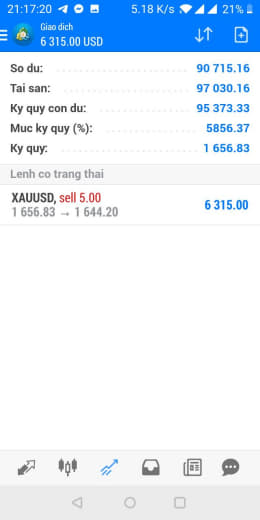 21:17:20 5.18 K/s 21%
Giao dich
6 315.00 USD
So du: 90 715.16
Tai san: 97 030.16
Ky quy con du: 95 373.33
Muc ky quy (%): 5856.37
Ky quy: 1 656.83
Lenh co trang thai
XAUUSD, sell 5.00 6 315.00
1 656.83 → 1 644.20